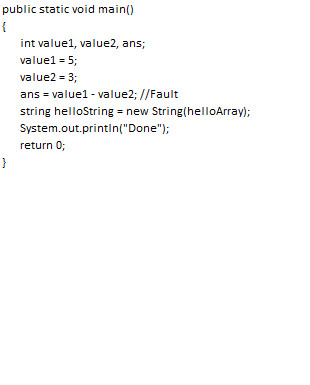 public static void main()
{
int value1, value2, ans;
value1 = 5;
value2 = 3;
ans = value1 - value2; //Fault
string helloString = new String(helloArray);
System.out.println("Done");
return 0;
}